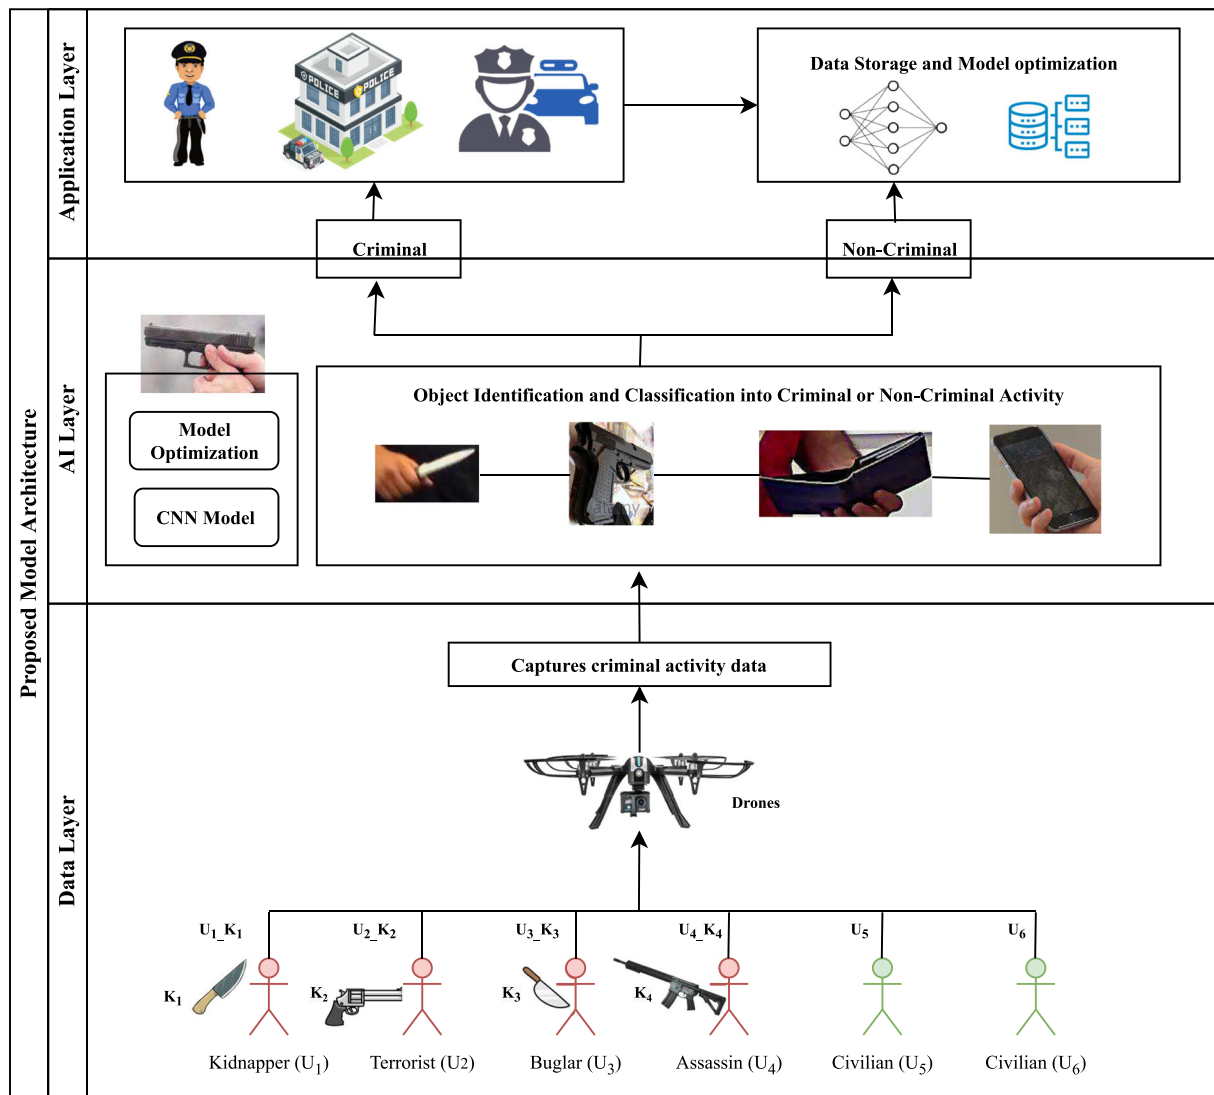 Proposed Model Architecture
Application Layer
POLICE
POLICE
Data Storage and Model optimization
Criminal
Non-Criminal
AI Layer
Model
Optimization
CNN Model
Object Identification and Classification into Criminal or Non-Criminal Activity
alamy
Data Layer
Captures criminal activity data
Drones
U1_K1
U2_K2
U3_K3
U4_K4
U5
U6
K1
K2
K3
K4
Kidnapper (U1)
Terrorist (U2)
Buglar (U3)
Assassin (U4)
Civilian (U5)
Civilian (U6)